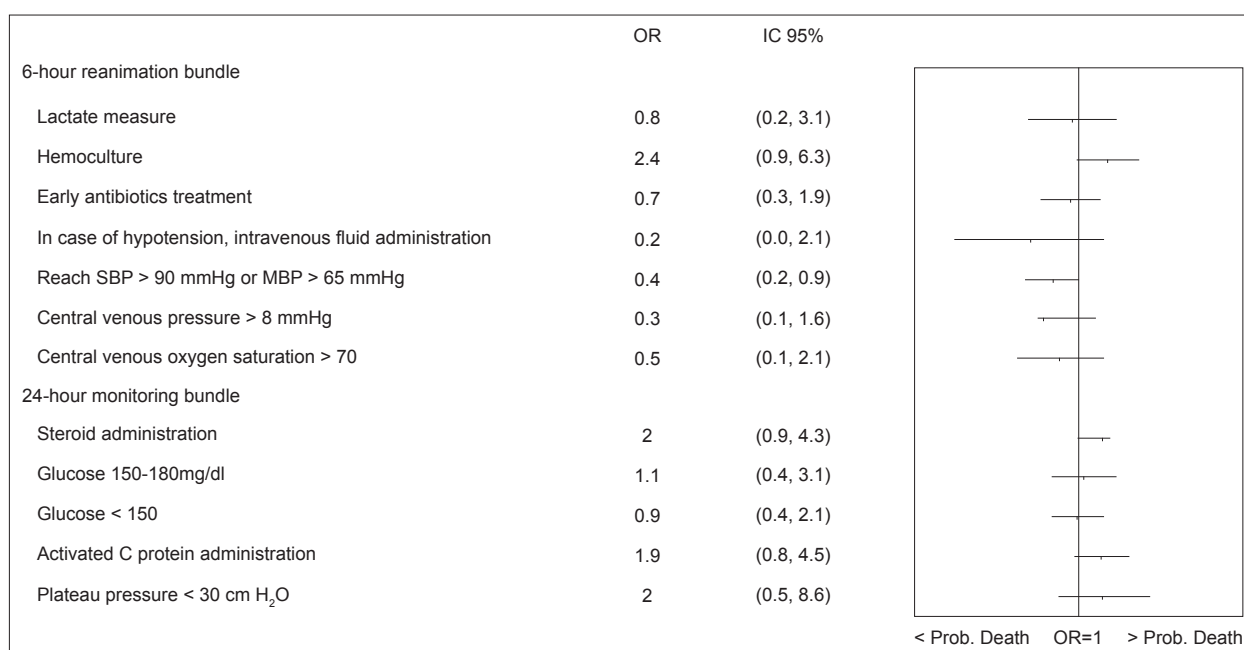 OR IC 95%
6-hour reanimation bundle
Lactate measure 0.8 (0.2, 3.1)
Hemoculture 2.4 (0.9, 6.3)
Early antibiotics treatment 0.7 (0.3, 1.9)
In case of hypotension, intravenous fluid administration 0.2 (0.0, 2.1)
Reach SBP > 90 mmHg or MBP > 65 mmHg 0.4 (0.2, 0.9)
Central venous pressure > 8 mmHg 0.3 (0.1, 1.6)
Central venous oxygen saturation > 70 0.5 (0.1, 2.1)
24-hour monitoring bundle
Steroid administration 2 (0.9, 4.3)
Glucose 150-180mg/dl 1.1 (0.4, 3.1)
Glucose < 150 0.9 (0.4, 2.1)
Activated C protein administration 1.9 (0.8, 4.5)
Plateau pressure < 30 cm H₂O 2 (0.5, 8.6)
< Prob. Death OR=1 > Prob. Death